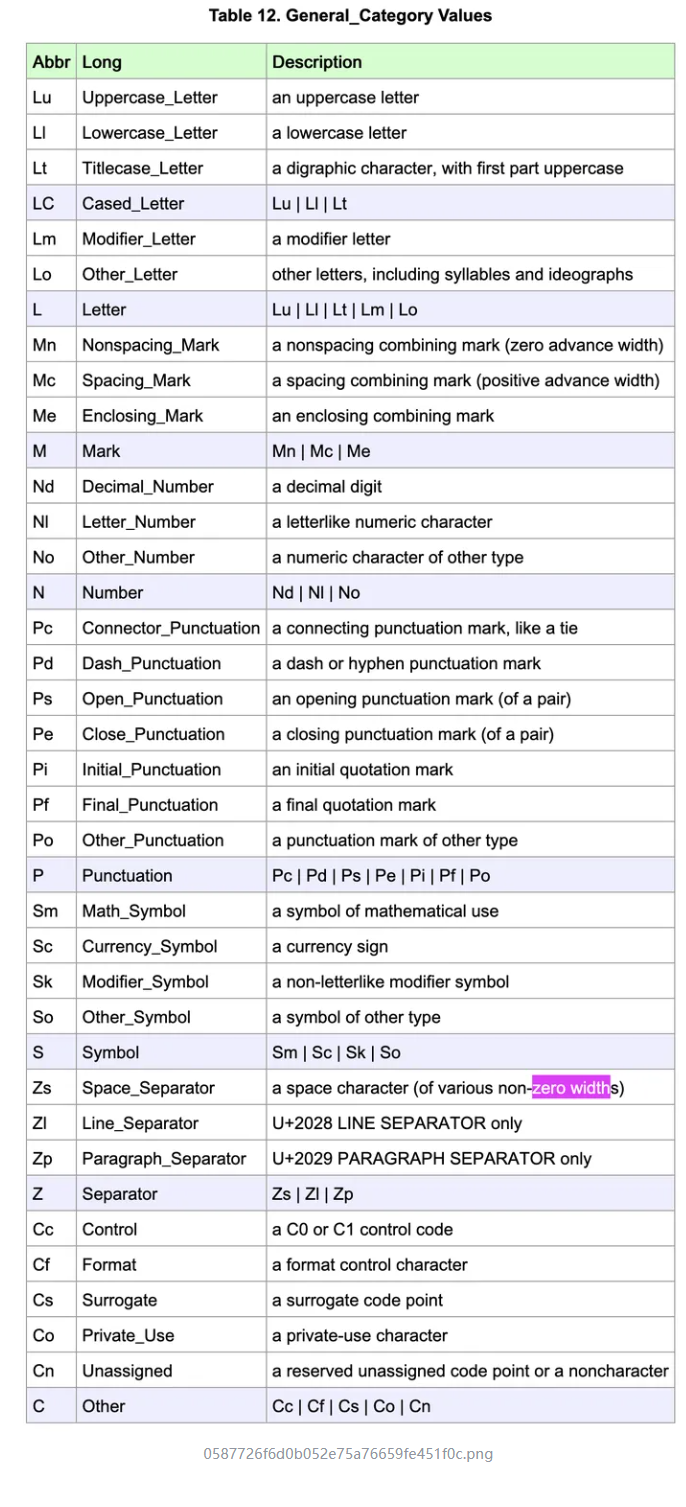 Table 12. General_Category Values
Abbr Long Description
Lu Uppercase_Letter an uppercase letter
Ll Lowercase_Letter a lowercase letter
Lt Titlecase_Letter a digraphic character, with first part uppercase
LC Cased_Letter Lu | Ll | Lt
Lm Modifier_Letter a modifier letter
Lo Other_Letter other letters, including syllables and ideographs
L Letter Lu | Ll | Lt | Lm | Lo
Mn Nonspacing_Mark a nonspacing combining mark (zero advance width)
Mc Spacing_Mark a spacing combining mark (positive advance width)
Me Enclosing_Mark an enclosing combining mark
M Mark Mn | Mc | Me
Nd Decimal_Number a decimal digit
Nl Letter_Number a letterlike numeric character
No Other_Number a numeric character of other type
N Number Nd | Nl | No
Pc Connector_Punctuation a connecting punctuation mark, like a tie
Pd Dash_Punctuation a dash or hyphen punctuation mark
Ps Open_Punctuation an opening punctuation mark (of a pair)
Pe Close_Punctuation a closing punctuation mark (of a pair)
Pi Initial_Punctuation an initial quotation mark
Pf Final_Punctuation a final quotation mark
Po Other_Punctuation a punctuation mark of other type
P Punctuation Pc | Pd | Ps | Pe | Pi | Pf | Po
Sm Math_Symbol a symbol of mathematical use
Sc Currency_Symbol a currency sign
Sk Modifier_Symbol a non-letterlike modifier symbol
So Other_Symbol a symbol of other type
S Symbol Sm | Sc | Sk | So
Zs Space_Separator a space character (of various non-zero widths)
Zl Line_Separator U+2028 LINE SEPARATOR only
Zp Paragraph_Separator U+2029 PARAGRAPH SEPARATOR only
Z Separator Zs | Zl | Zp
Cc Control a C0 or C1 control code
Cf Format a format control character
Cs Surrogate a surrogate code point
Co Private_Use a private-use character
Cn Unassigned a reserved unassigned code point or a noncharacter
C Other Cc | Cf | Cs | Co | Cn
0587726f6d0b052e75a76659fe451f0c.png